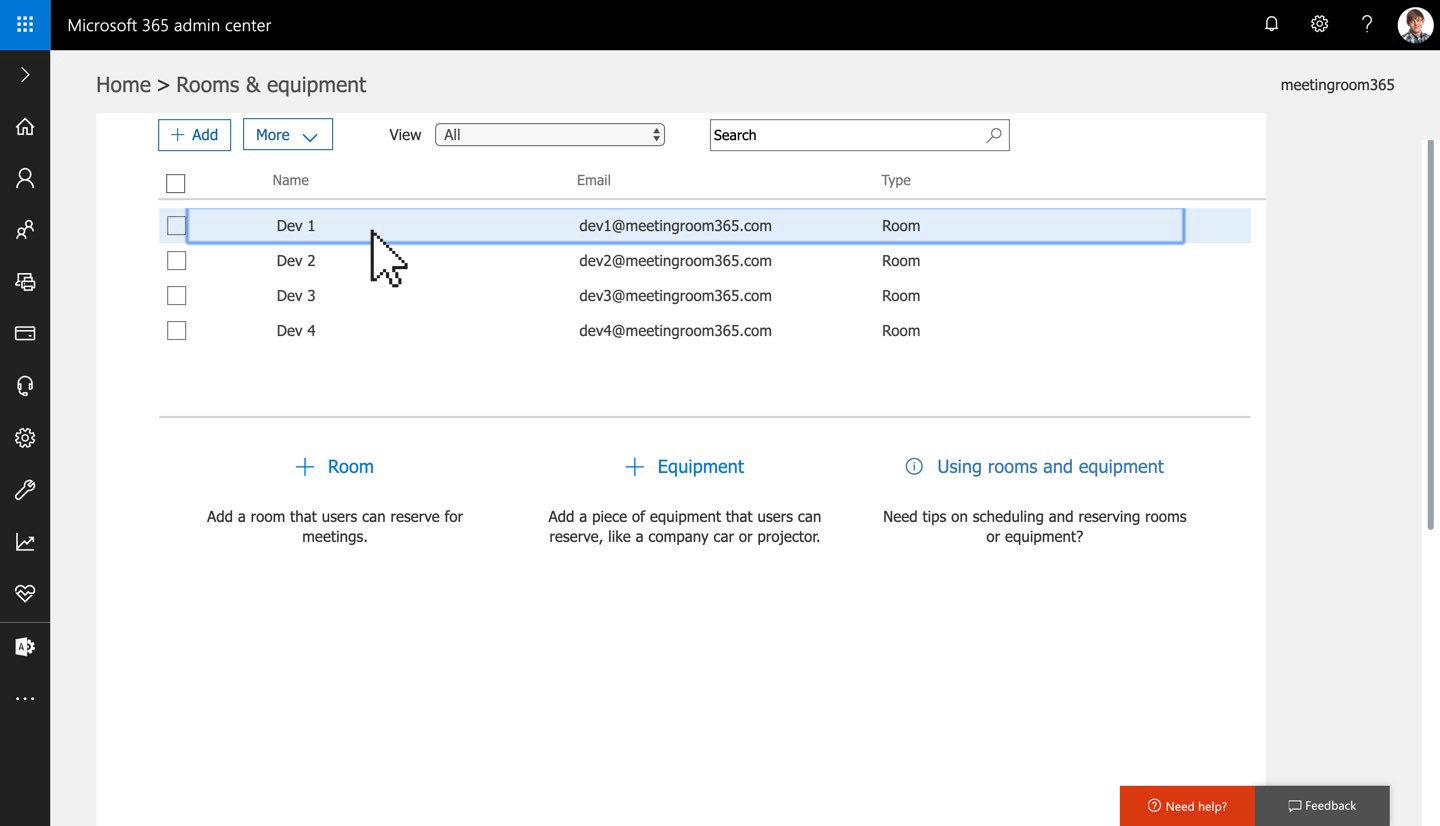 Microsoft 365 admin center
Home > Rooms & equipment
meetingroom365
Add
More
View
All
Search
Name Email Type
Dev 1 dev1@meetingroom365.com Room
Dev 2 dev2@meetingroom365.com Room
Dev 3 dev3@meetingroom365.com Room
Dev 4 dev4@meetingroom365.com Room
Room
Add a room that users can reserve for
meetings.
Equipment
Add a piece of equipment that users can
reserve, like a company car or projector.
Using rooms and equipment
Need tips on scheduling and reserving rooms
or equipment?
Need help?
Feedback